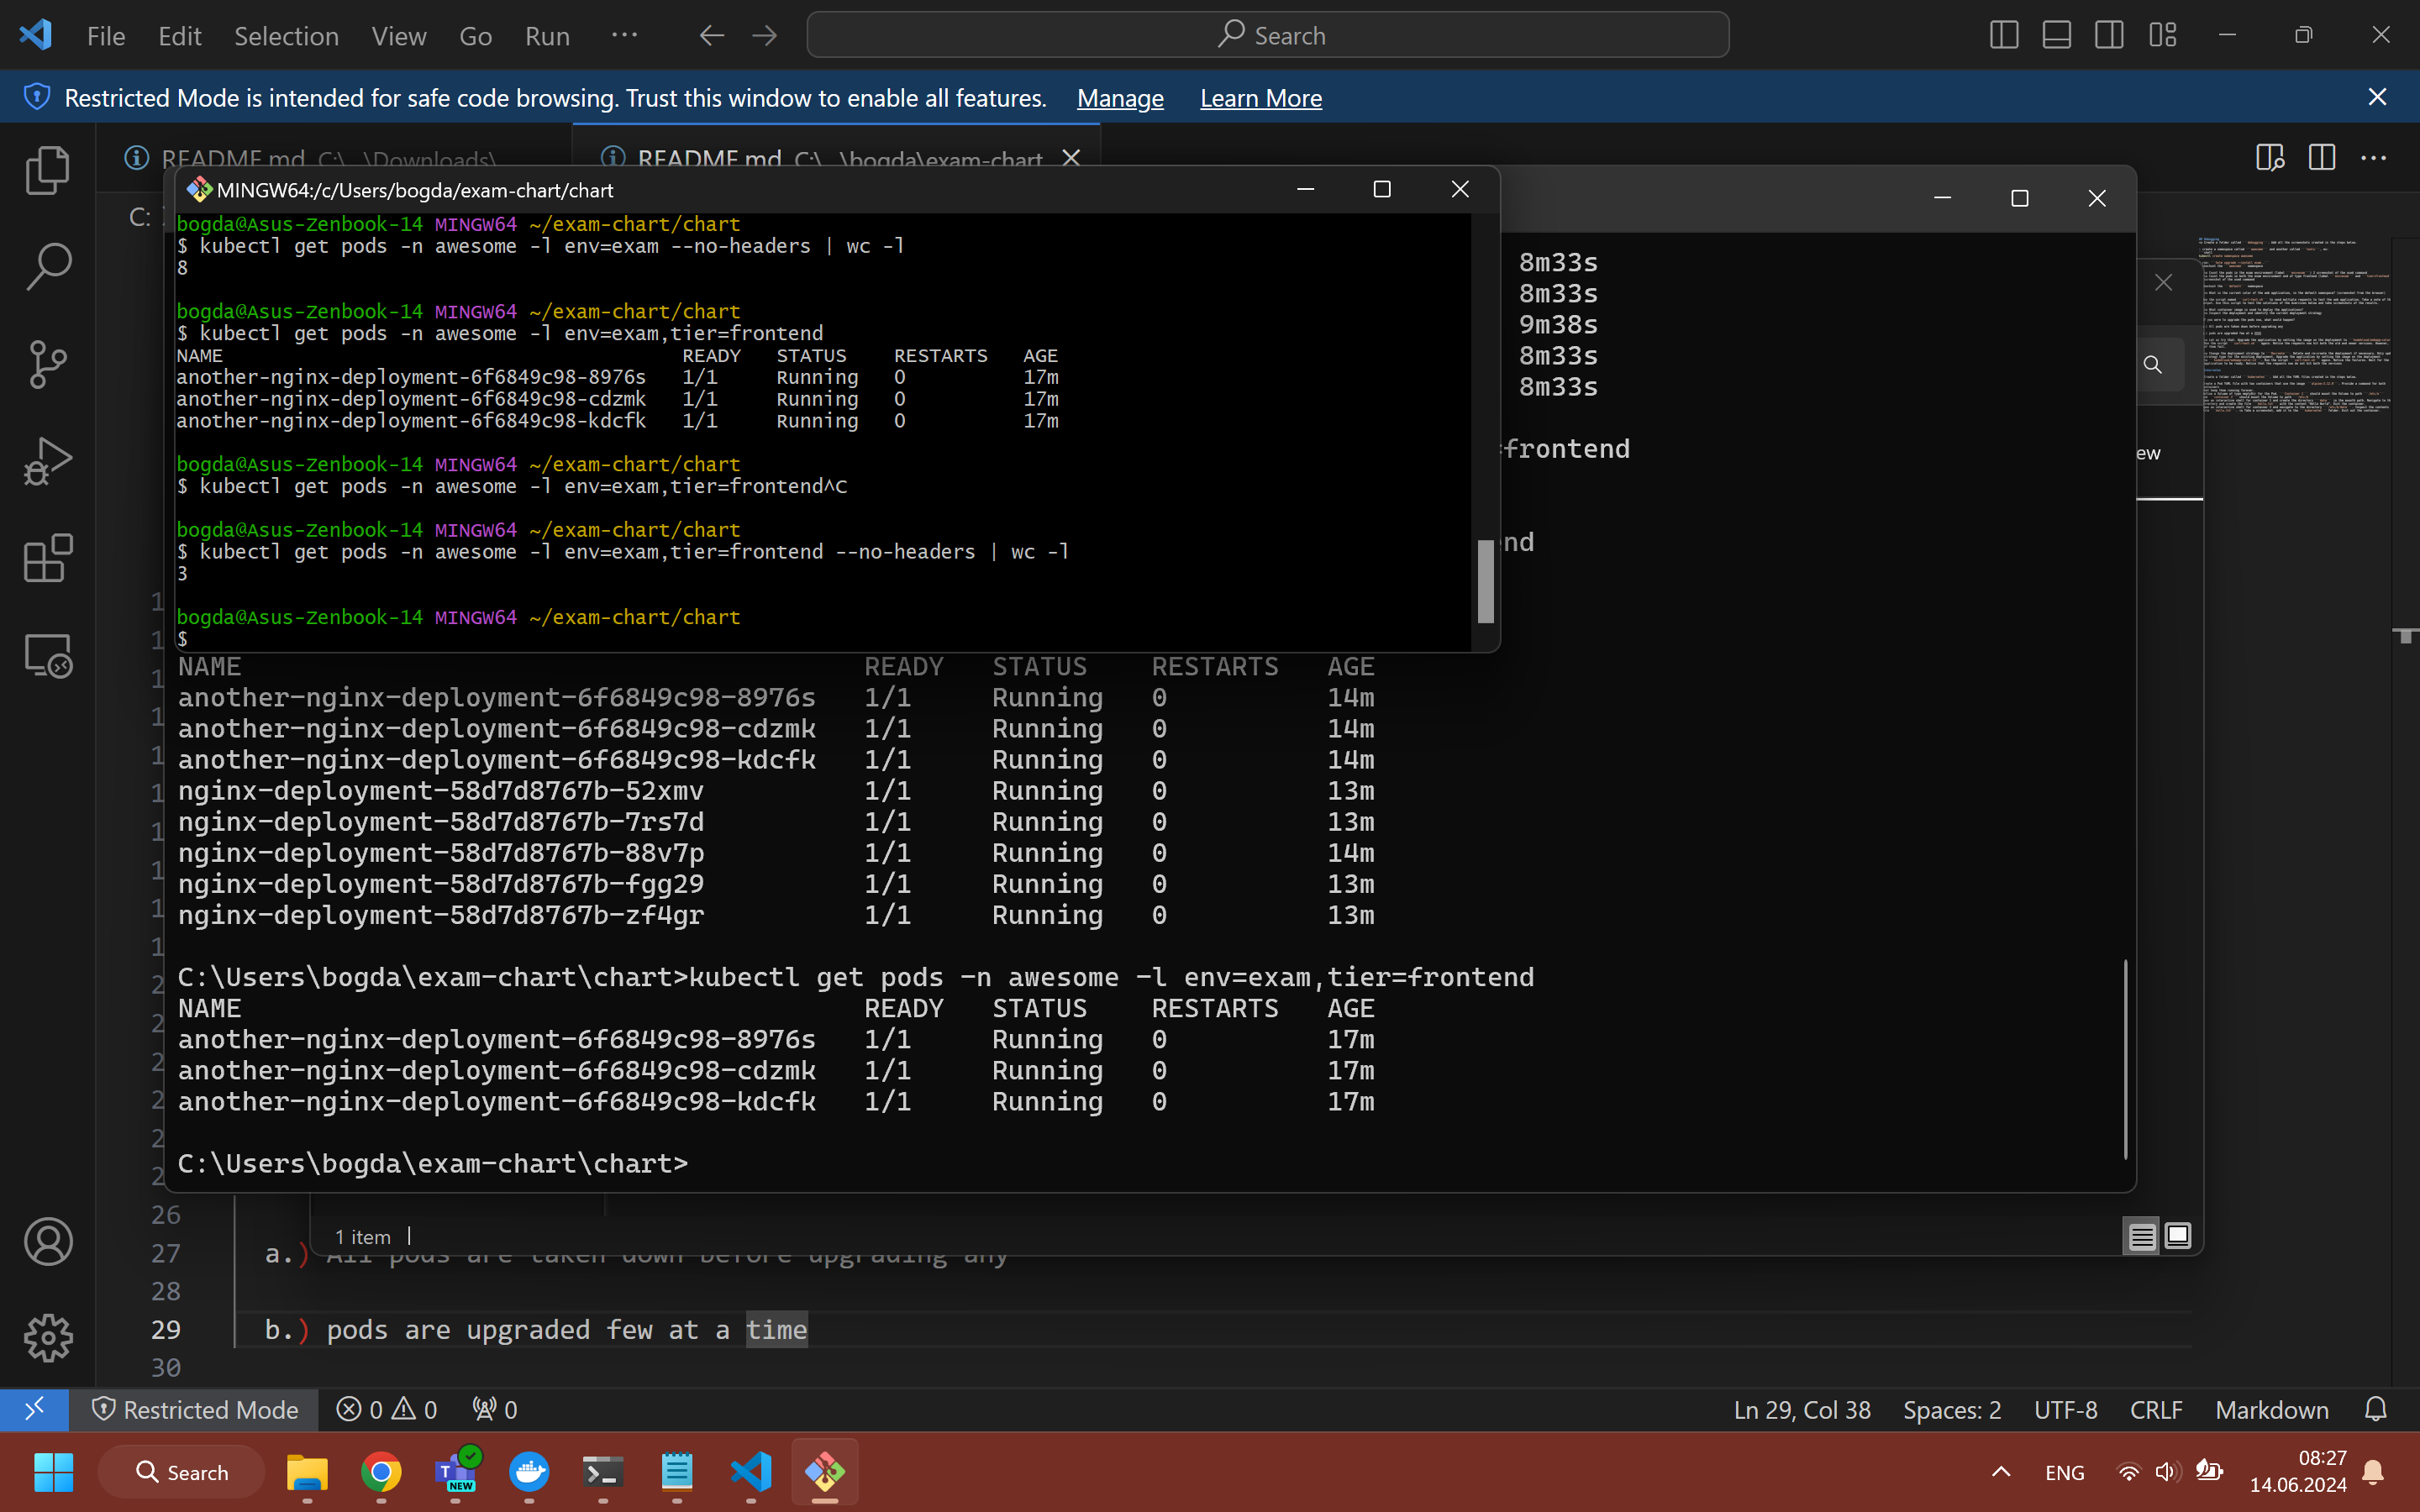 File Edit Selection View Go Run ··· Search
Restricted Mode is intended for safe code browsing. Trust this window to enable all features. Manage Learn More
README.md C:\...\Downloads\ README.md C:\...\bogda\exam-chart
C:
MINGW64:/c/Users/bogda/exam-chart/chart
bogda@Asus-Zenbook-14 MINGW64 ~/exam-chart/chart
$ kubectl get pods -n awesome -l env=exam --no-headers | wc -l
8
bogda@Asus-Zenbook-14 MINGW64 ~/exam-chart/chart
$ kubectl get pods -n awesome -l env=exam,tier=frontend
NAME READY STATUS RESTARTS AGE
another-nginx-deployment-6f6849c98-8976s 1/1 Running 0 17m
another-nginx-deployment-6f6849c98-cdzmk 1/1 Running 0 17m
another-nginx-deployment-6f6849c98-kdcfk 1/1 Running 0 17m
bogda@Asus-Zenbook-14 MINGW64 ~/exam-chart/chart
$ kubectl get pods -n awesome -l env=exam,tier=frontend^C
bogda@Asus-Zenbook-14 MINGW64 ~/exam-chart/chart
$ kubectl get pods -n awesome -l env=exam,tier=frontend --no-headers | wc -l
3
bogda@Asus-Zenbook-14 MINGW64 ~/exam-chart/chart
$
8m33s
8m33s
9m38s
8m33s
8m33s
=frontend
end
ew
NAME READY STATUS RESTARTS AGE
another-nginx-deployment-6f6849c98-8976s 1/1 Running 0 14m
another-nginx-deployment-6f6849c98-cdzmk 1/1 Running 0 14m
another-nginx-deployment-6f6849c98-kdcfk 1/1 Running 0 14m
nginx-deployment-58d7d8767b-52xmv 1/1 Running 0 13m
nginx-deployment-58d7d8767b-7rs7d 1/1 Running 0 13m
nginx-deployment-58d7d8767b-88v7p 1/1 Running 0 14m
nginx-deployment-58d7d8767b-fgg29 1/1 Running 0 13m
nginx-deployment-58d7d8767b-zf4gr 1/1 Running 0 13m
C:\Users\bogda\exam-chart\chart>kubectl get pods -n awesome -l env=exam,tier=frontend
NAME READY STATUS RESTARTS AGE
another-nginx-deployment-6f6849c98-8976s 1/1 Running 0 17m
another-nginx-deployment-6f6849c98-cdzmk 1/1 Running 0 17m
another-nginx-deployment-6f6849c98-kdcfk 1/1 Running 0 17m
C:\Users\bogda\exam-chart\chart>
1 item
26
27 a.) All pods are taken down before upgrading any
28
29 b.) pods are upgraded few at a time
30
Restricted Mode 0 0 0 Ln 29, Col 38 Spaces: 2 UTF-8 CRLF Markdown
Search NEW ENG 08:27
14.06.2024